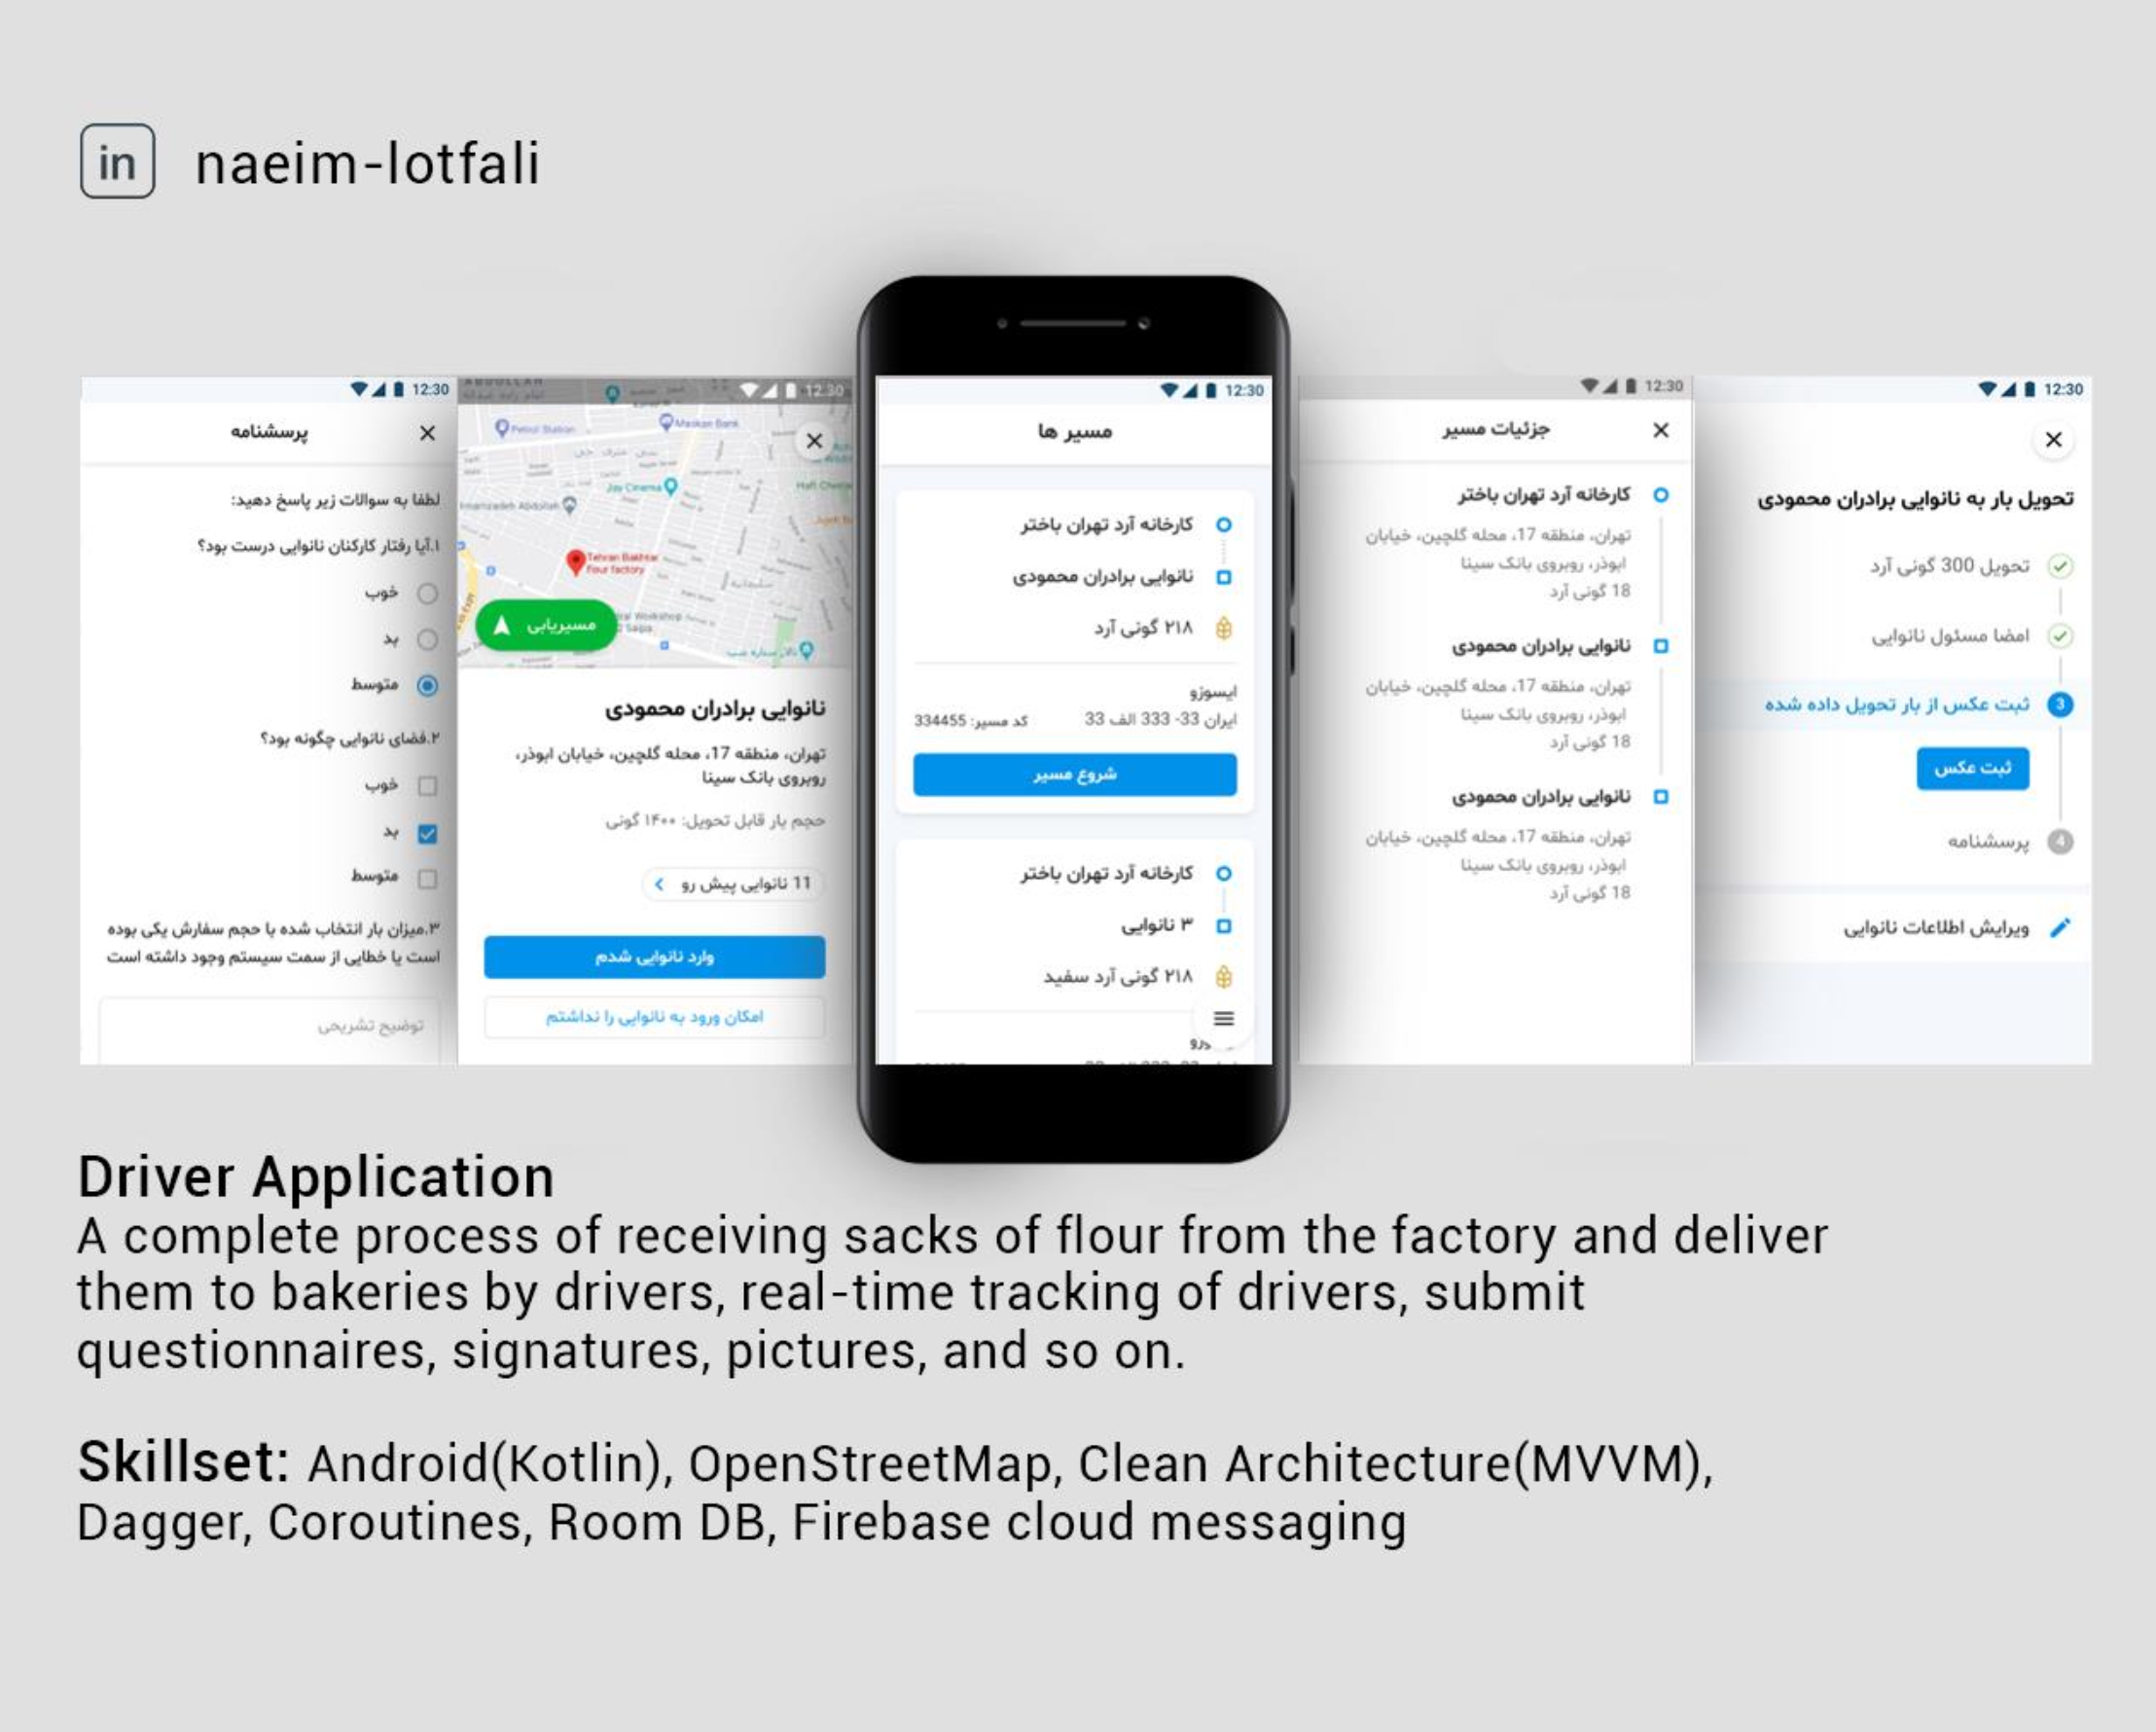 in naeim-lotfali
12:30
پرسشنامه
لطفا به سوالات زیر پاسخ دهید:
۱.آیا رفتار کارکنان نانوایی درست بود؟
خوب
بد
متوسط
۲.فضای نانوایی چگونه بود؟
خوب
بد
متوسط
۳.میزان بار انتخاب شده با حجم سفارش یکی بوده
است یا خطایی از سمت سیستم وجود داشته است
توضیح تشریحی
12:30
Petrol Station
Maskan Bank
Jay Cinema
Imamzadeh Abdollah
Tehran Bakhtar
Flour factory
مسیریابی
نانوایی برادران محمودی
تهران، منطقه 17، محله گلچین، خیابان ابوذر،
روبروی بانک سینا
حجم بار قابل تحویل: ۱۴۰۰ گونی
11 نانوایی پیش رو
وارد نانوایی شدم
امکان ورود به نانوایی را نداشتم
12:30
مسیر ها
کارخانه آرد تهران باختر
نانوایی برادران محمودی
۲۱۸ گونی آرد
ایسوزو
ایران 33- 333 الف 33
کد مسیر: 334455
شروع مسیر
کارخانه آرد تهران باختر
۳ نانوایی
۲۱۸ گونی آرد سفید
12:30
جزئیات مسیر
کارخانه آرد تهران باختر
تهران، منطقه 17، محله گلچین، خیابان
ابوذر، روبروی بانک سینا
18 گونی آرد
نانوایی برادران محمودی
تهران، منطقه 17، محله گلچین، خیابان
ابوذر، روبروی بانک سینا
18 گونی آرد
نانوایی برادران محمودی
تهران، منطقه 17، محله گلچین، خیابان
ابوذر، روبروی بانک سینا
18 گونی آرد
12:30
تحویل بار به نانوایی برادران محمودی
تحویل 300 گونی آرد
امضا مسئول نانوایی
3 ثبت عکس از بار تحویل داده شده
ثبت عکس
4 پرسشنامه
ویرایش اطلاعات نانوایی
Driver Application
A complete process of receiving sacks of flour from the factory and deliver
them to bakeries by drivers, real-time tracking of drivers, submit
questionnaires, signatures, pictures, and so on.
Skillset: Android(Kotlin), OpenStreetMap, Clean Architecture(MVVM),
Dagger, Coroutines, Room DB, Firebase cloud messaging